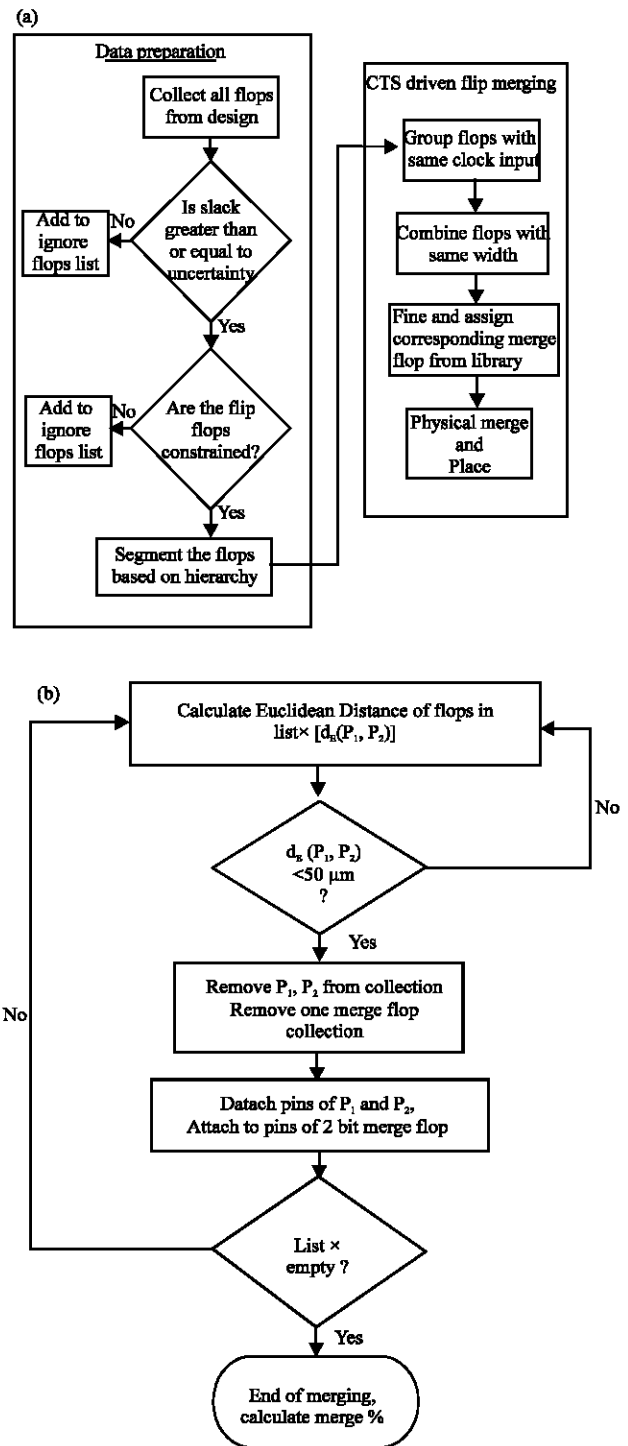 (a)
Data preparation
Collect all flops
from design
Is slack
greater than
or equal to
uncertainty
No
Add to
ignore
flops list
Yes
Are the flip
flops
constrained?
No
Add to
ignore
flops list
Yes
Segment the flops
based on hierarchy
CTS driven flip merging
Group flops with
same clock input
Combine flops with
same width
Fine and assign
corresponding merge
flop from library
Physical merge
and
Place
(b)
Calculate Euclidean Distance of flops in
list× [dE(P1, P2)]
No
dE (P1, P2)
<50 µm
?
Yes
Remove P1, P2 from collection
Remove one merge flop
collection
No
Datach pins of P1 and P2,
Attach to pins of 2 bit merge flop
List ×
empty ?
Yes
End of merging,
calculate merge %